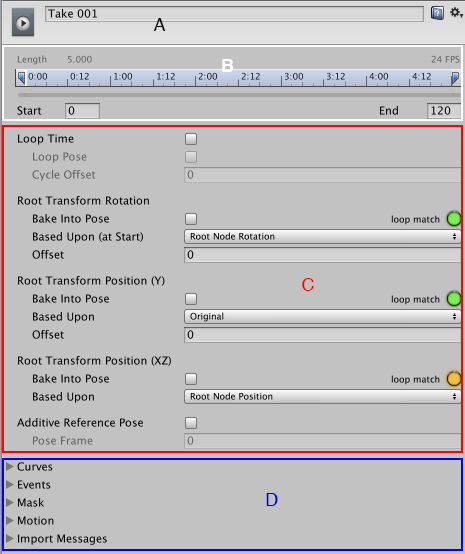 Take 001
A
Length 5.000 B 24 FPS
0:00 0:12 1:00 1:12 2:00 2:12 3:00 3:12 4:00 4:12
Start 0 End 120
Loop Time
Loop Pose
Cycle Offset 0
Root Transform Rotation
Bake Into Pose loop match
Based Upon (at Start) Root Node Rotation
Offset 0
Root Transform Position (Y) C
Bake Into Pose loop match
Based Upon Original
Offset 0
Root Transform Position (XZ)
Bake Into Pose loop match
Based Upon Root Node Position
Additive Reference Pose
Pose Frame 0
Curves
Events
Mask D
Motion
Import Messages